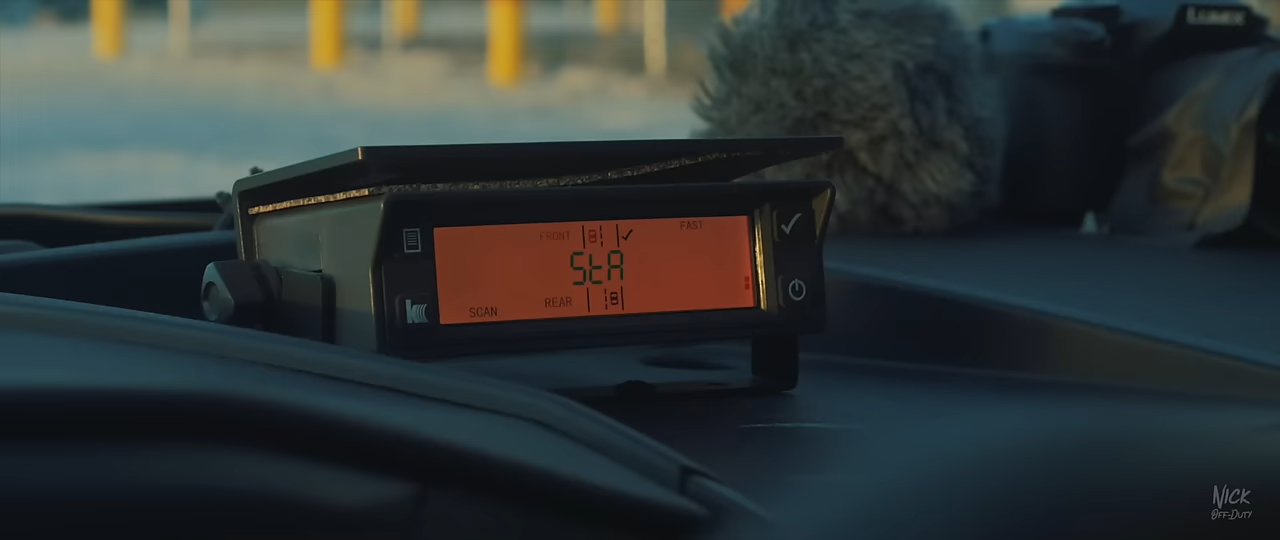 LUMIX
FRONT
FAST
StA
REAR
SCAN
NICK
OFF-DUTY